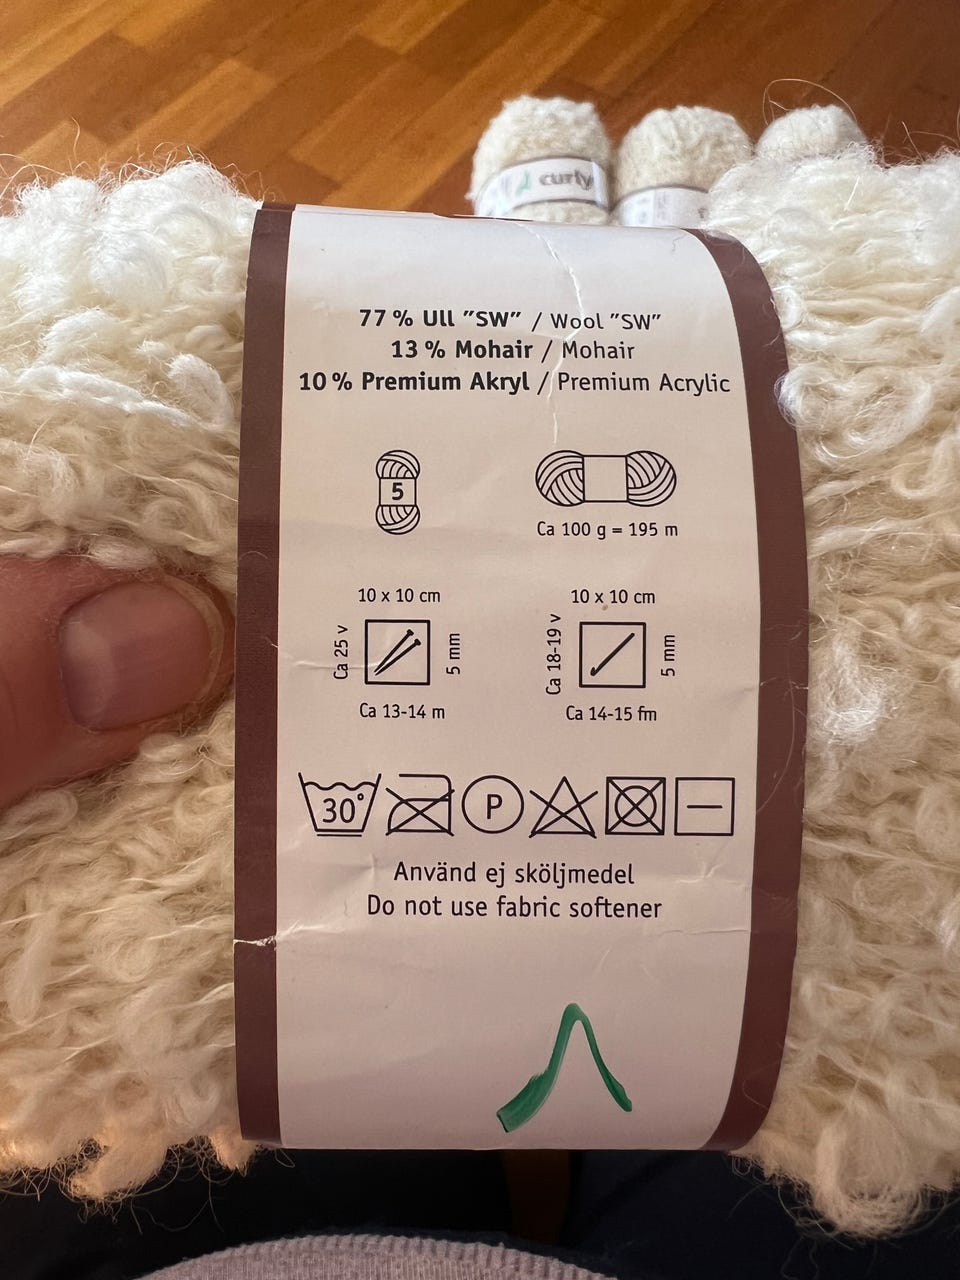 curly
77 % Ull ”SW” / Wool ”SW”
13 % Mohair / Mohair
10 % Premium Akryl / Premium Acrylic
5
Ca 100 g = 195 m
10 x 10 cm
Ca 25 v
5 mm
Ca 13-14 m
10 x 10 cm
Ca 18-19 v
5 mm
Ca 14-15 fm
30° P
Använd ej sköljmedel
Do not use fabric softener